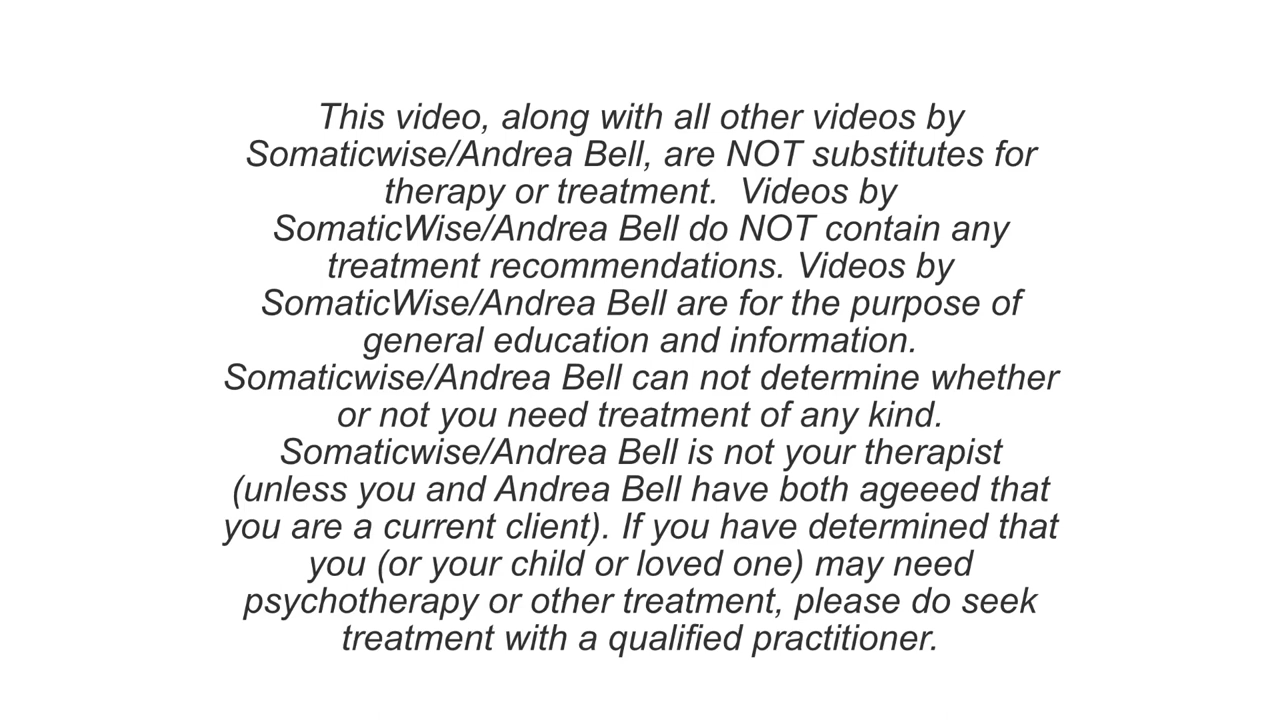 This video, along with all other videos by
Somaticwise/Andrea Bell, are NOT substitutes for
therapy or treatment.  Videos by
SomaticWise/Andrea Bell do NOT contain any
treatment recommendations. Videos by
SomaticWise/Andrea Bell are for the purpose of
general education and information.
Somaticwise/Andrea Bell can not determine whether
or not you need treatment of any kind.
Somaticwise/Andrea Bell is not your therapist
(unless you and Andrea Bell have both ageeed that
you are a current client). If you have determined that
you (or your child or loved one) may need
psychotherapy or other treatment, please do seek
treatment with a qualified practitioner.